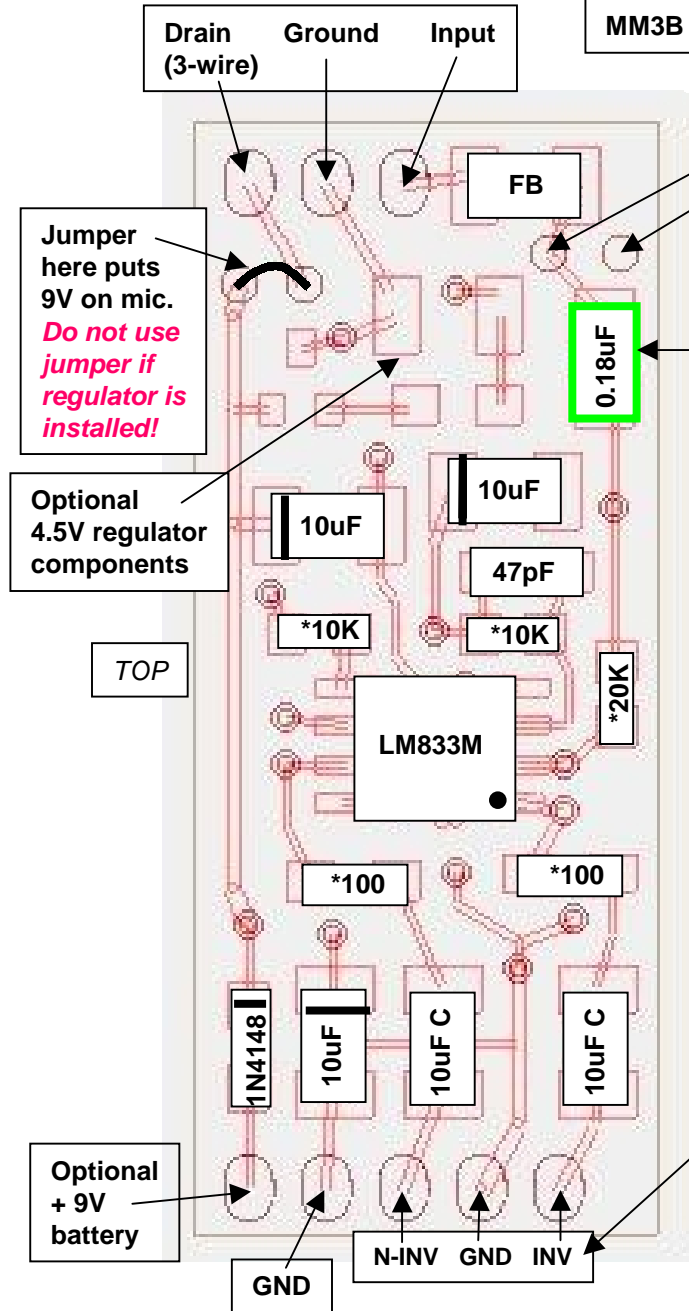 MM3B
Drain Ground Input
(3-wire)
FB
Jumper
here puts
9V on mic.
Do not use
jumper if
regulator is
installed!
0.18uF
Optional
4.5V regulator
components
10uF
10uF
47pF
*10K
*10K
TOP
*20K
LM833M
*100
*100
1N4148
10uF
10uF C
10uF C
Optional
+ 9V
battery
N-INV GND INV
GND